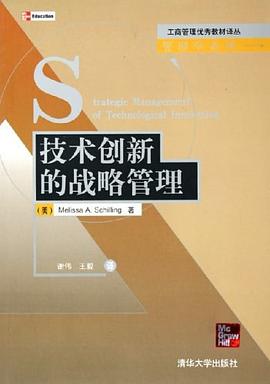 Education
工商管理优秀教材译丛
Strategic Management
of Technological Innovation
技术创新
的战略管理
(美) Melissa A. Schilling 著
谢伟 王毅 译
Mc
Graw
Hill
清华大学出版社